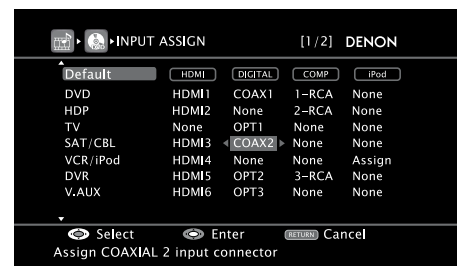 INPUT ASSIGN [1/2] DENON
Default HDMI DIGITAL COMP iPod
DVD HDMI1 COAX1 1-RCA None
HDP HDMI2 None 2-RCA None
TV None OPT1 None None
SAT/CBL HDMI3 COAX2 None None
VCR/iPod HDMI4 None None Assign
DVR HDMI5 OPT2 3-RCA None
V.AUX HDMI6 OPT3 None None
Select Enter RETURN Cancel
Assign COAXIAL 2 input connector